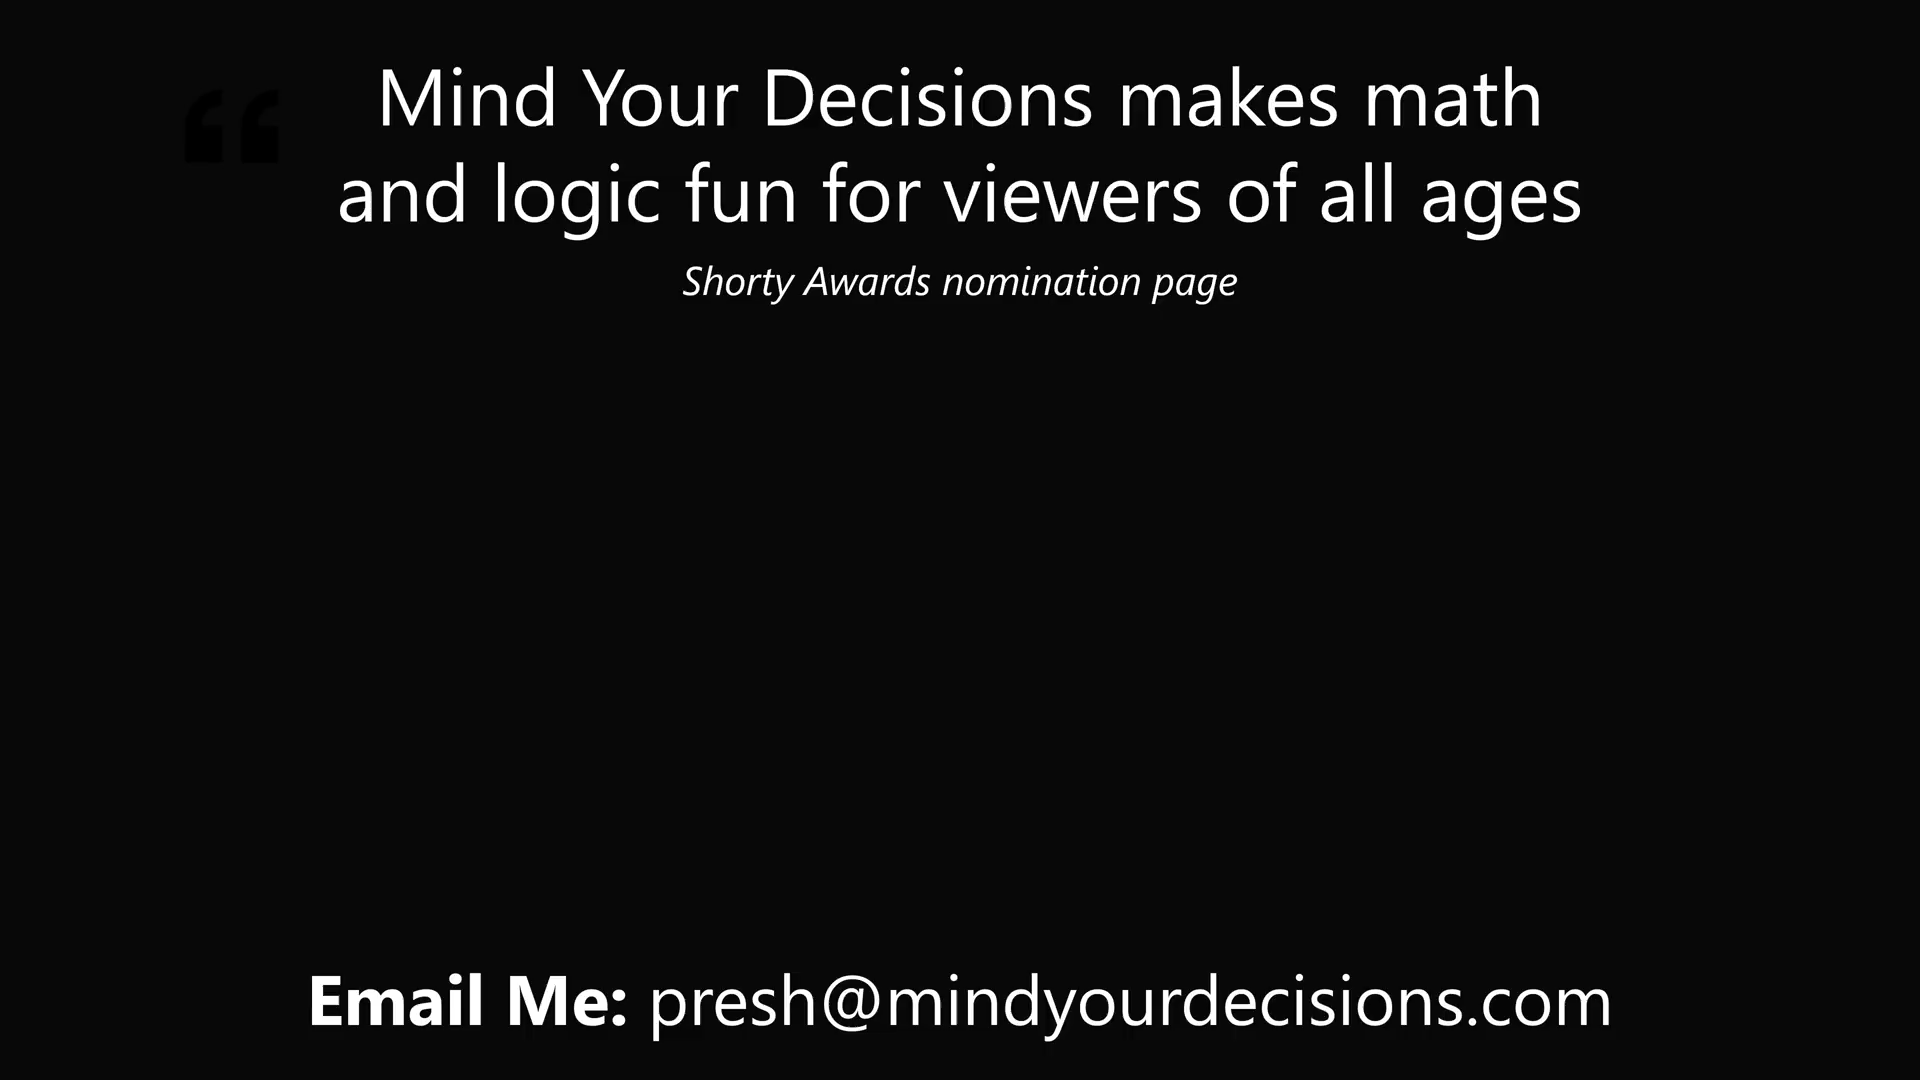 “
Mind Your Decisions makes math
and logic fun for viewers of all ages
Shorty Awards nomination page
Email Me: presh@mindyourdecisions.com